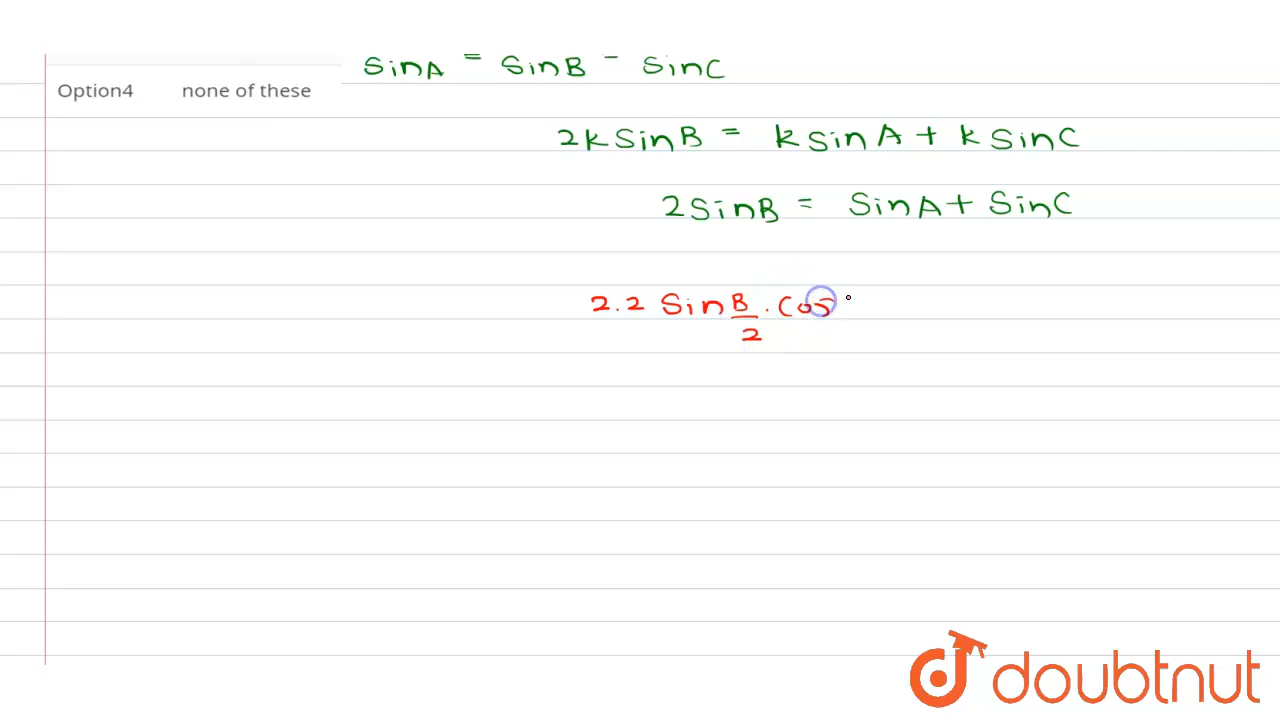 SinA = SinB - SinC
Option4 none of these
2kSinB = kSinA + kSinC
2SinB = SinA + SinC
2.2 Sin B/2 . Cos
doubtnut